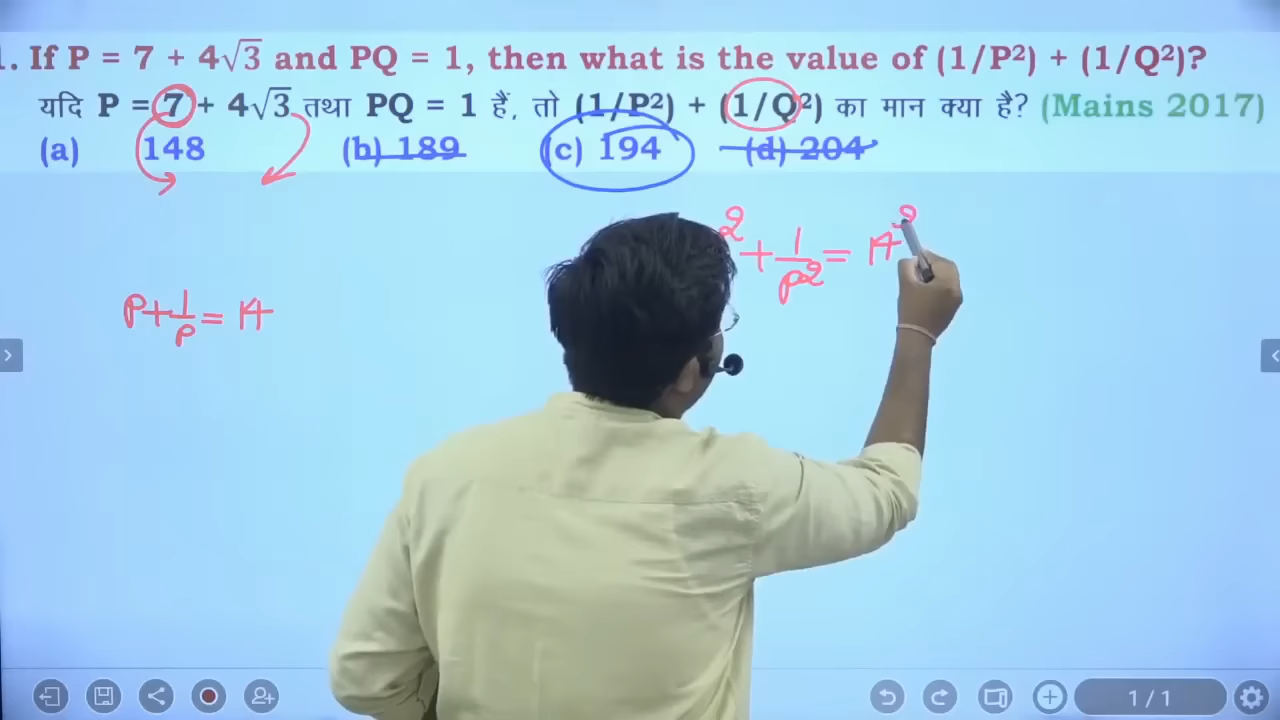 . If P = 7 + 4√3 and PQ = 1, then what is the value of (1/P²) + (1/Q²)?
यदि P = 7 + 4√3 तथा PQ = 1 हैं, तो (1/P²) + (1/Q²) का मान क्या है? (Mains 2017)
(a) 148 (b) 189 (c) 194 (d) 204
2 + 1/p² = 14²
P + 1/P = 14
1 / 1